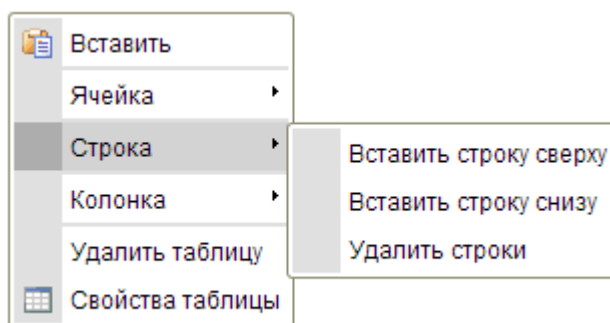 Вставить
Ячейка
Строка
Колонка
Удалить таблицу
Свойства таблицы
Вставить строку сверху
Вставить строку снизу
Удалить строки